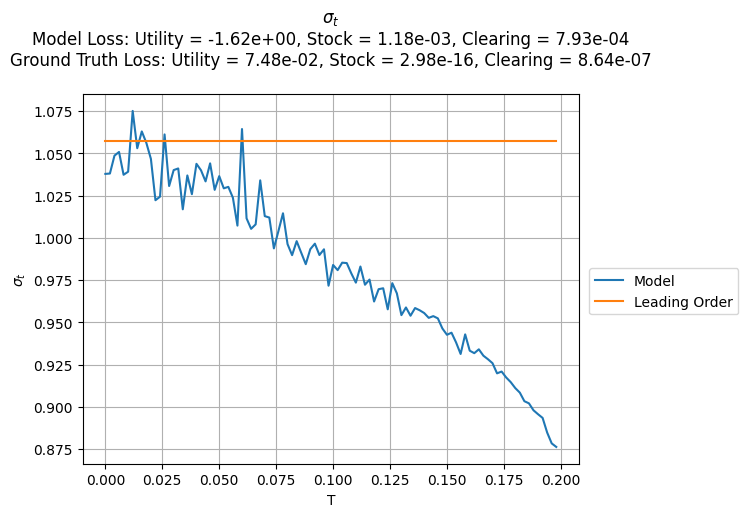 σₜ
Model Loss: Utility = -1.62e+00, Stock = 1.18e-03, Clearing = 7.93e-04
Ground Truth Loss: Utility = 7.48e-02, Stock = 2.98e-16, Clearing = 8.64e-07
1.075
1.050
1.025
1.000
0.975
0.950
0.925
0.900
0.875
σₜ
Model
Leading Order
0.000 0.025 0.050 0.075 0.100 0.125 0.150 0.175 0.200
T